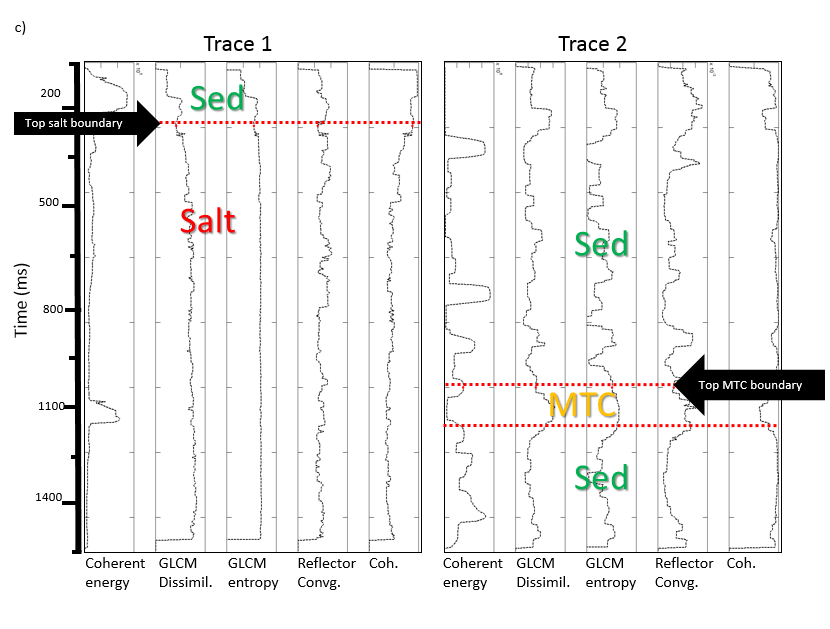 c)
Trace 1
Trace 2
200
Sed
Top salt boundary
500
Salt
Sed
Time (ms)
800
Top MTC boundary
1100
MTC
Sed
1400
Coherent
energy
GLCM
Dissimil.
GLCM
entropy
Reflector
Convg.
Coh.
Coherent
energy
GLCM
Dissimil.
GLCM
entropy
Reflector
Convg.
Coh.